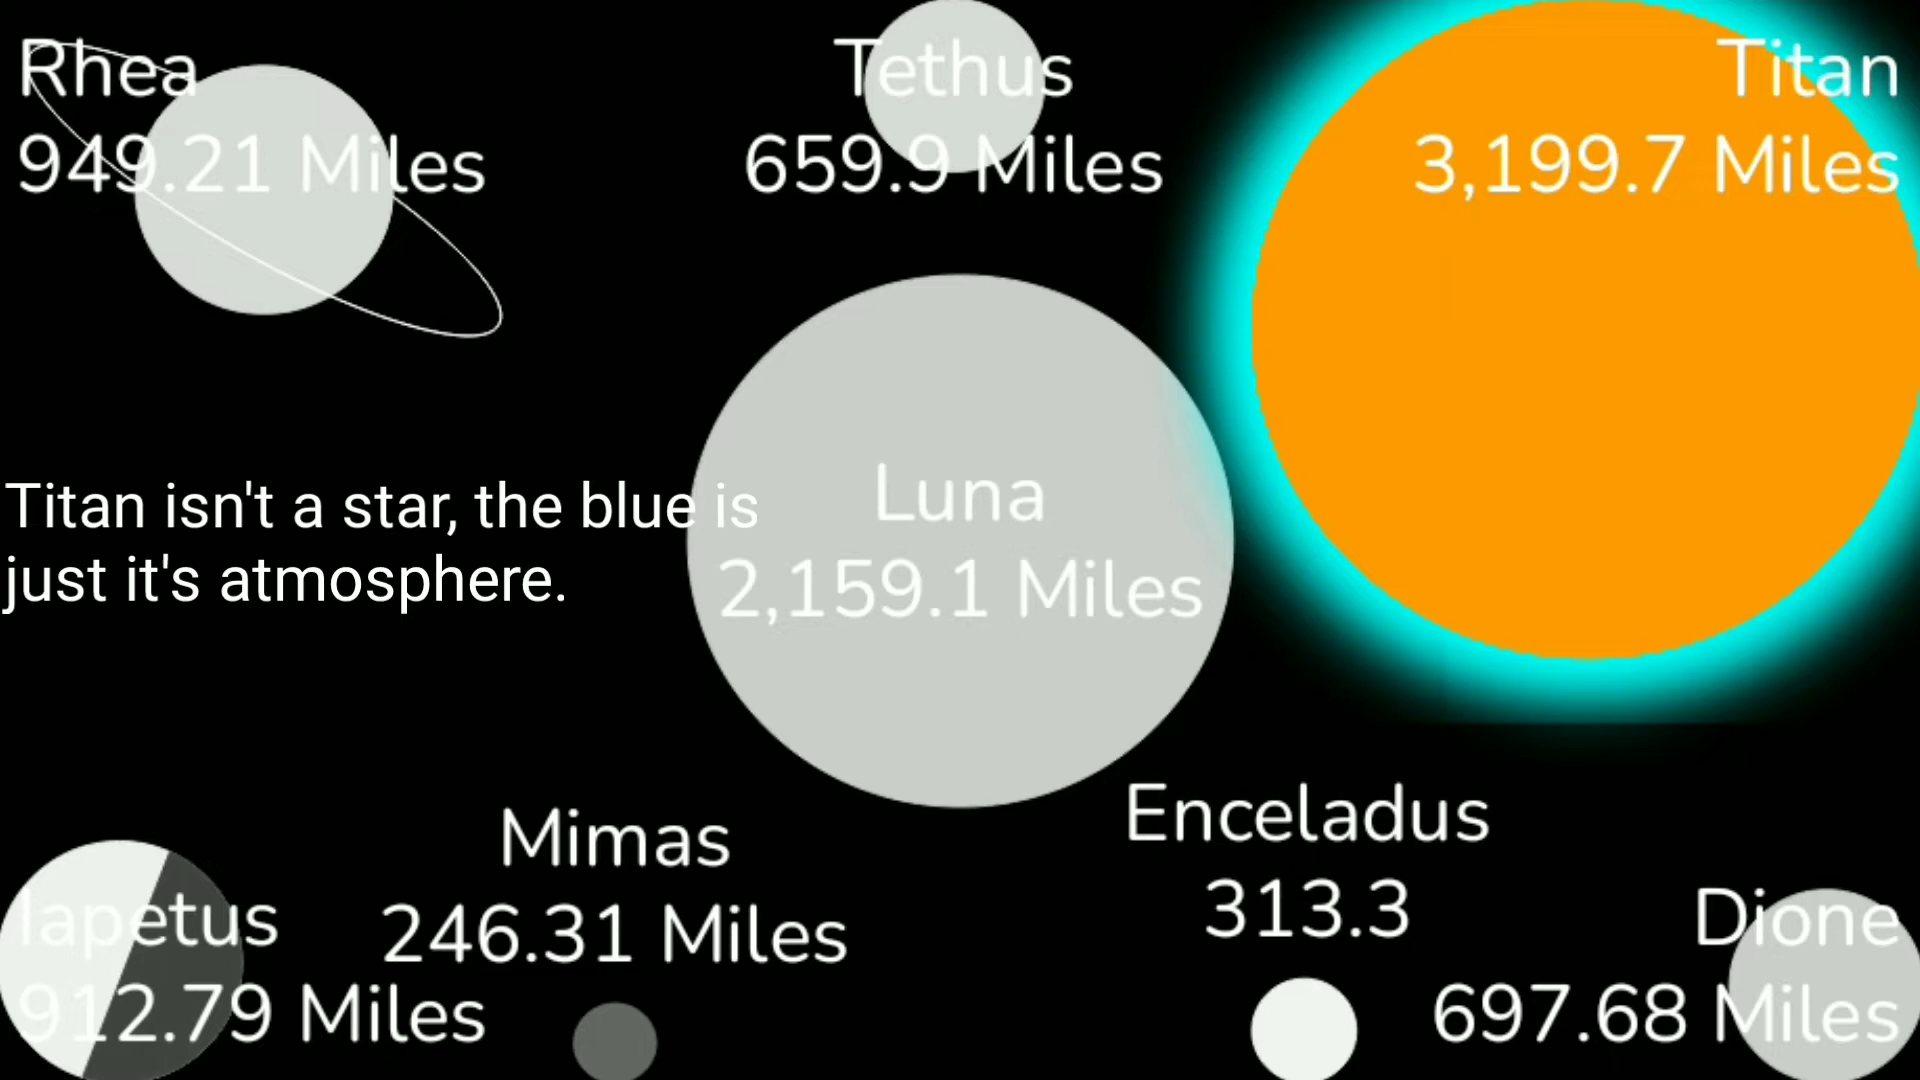 Rhea
949.21 Miles
Tethus
659.9 Miles
Titan
3,199.7 Miles
Titan isn't a star, the blue is
just it's atmosphere.
Luna
2,159.1 Miles
Iapetus
912.79 Miles
Mimas
246.31 Miles
Enceladus
313.3
Dione
697.68 Miles